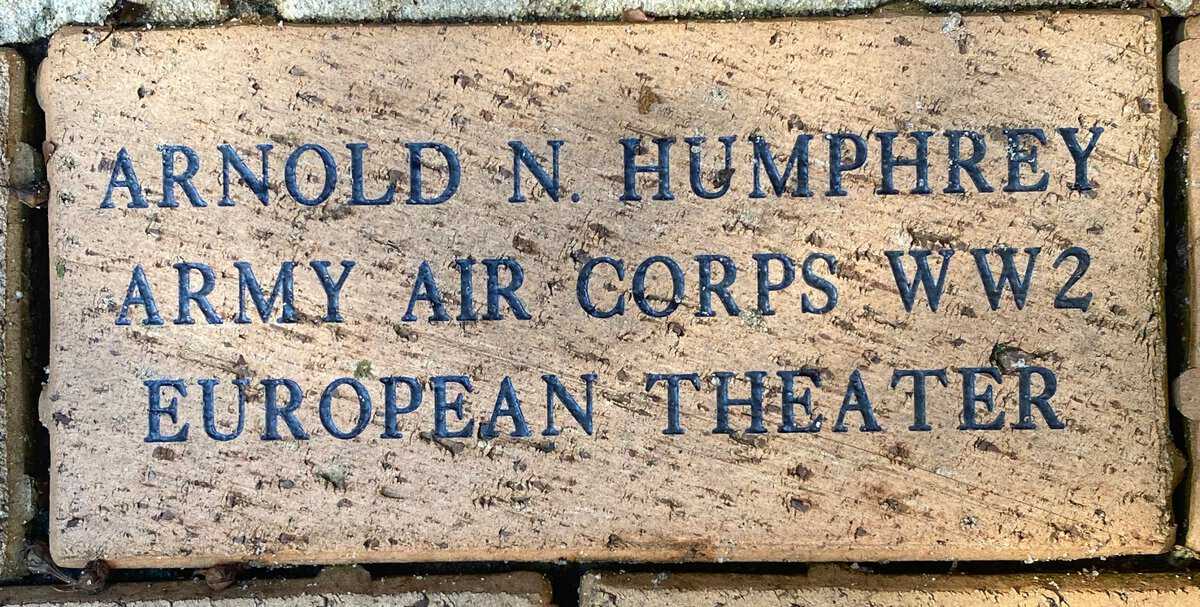 ARNOLD N. HUMPHREY
ARMY AIR CORPS WW2
EUROPEAN THEATER